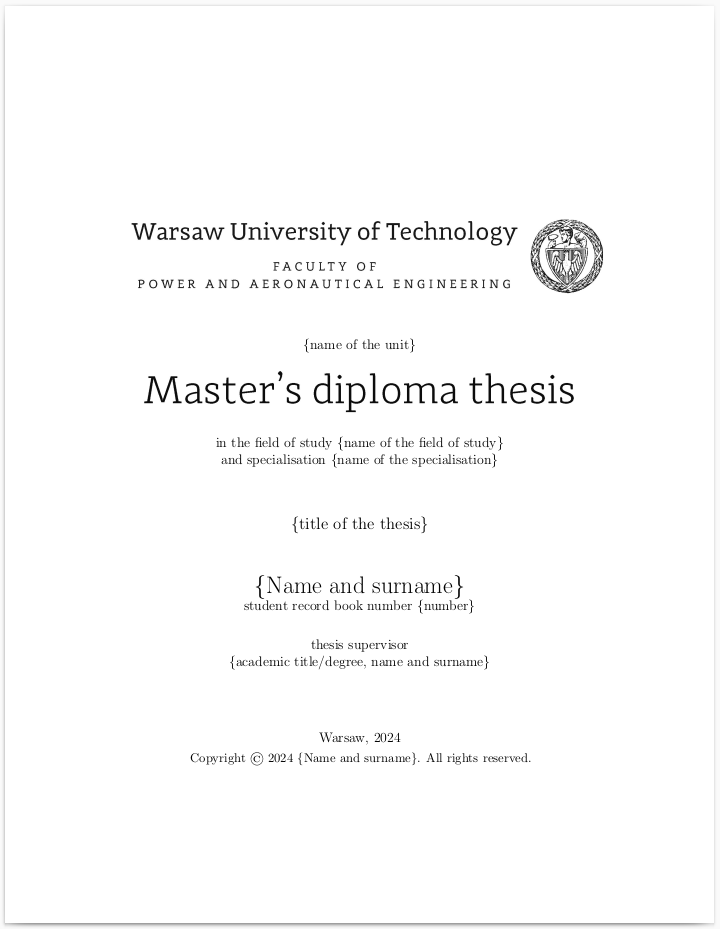 Warsaw University of Technology
FACULTY OF
POWER AND AERONAUTICAL ENGINEERING
{name of the unit}
Master's diploma thesis
in the field of study {name of the field of study}
and specialisation {name of the specialisation}
{title of the thesis}
{Name and surname}
student record book number {number}
thesis supervisor
{academic title/degree, name and surname}
Warsaw, 2024
Copyright © 2024 {Name and surname}. All rights reserved.